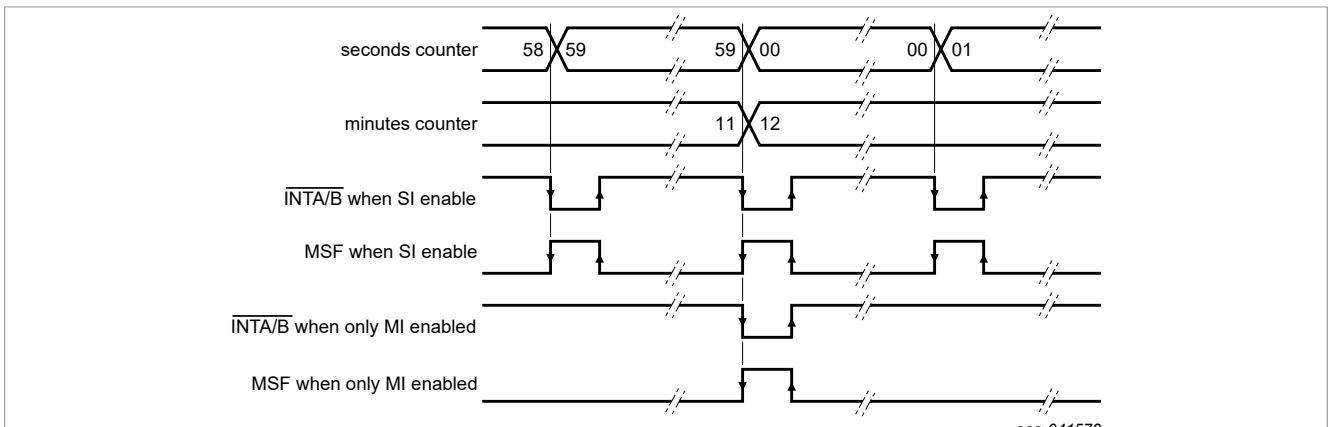 seconds counter 58 59 59 00 00 01
minutes counter 11 12
INTA/B when SI enable
MSF when SI enable
INTA/B when only MI enabled
MSF when only MI enabled